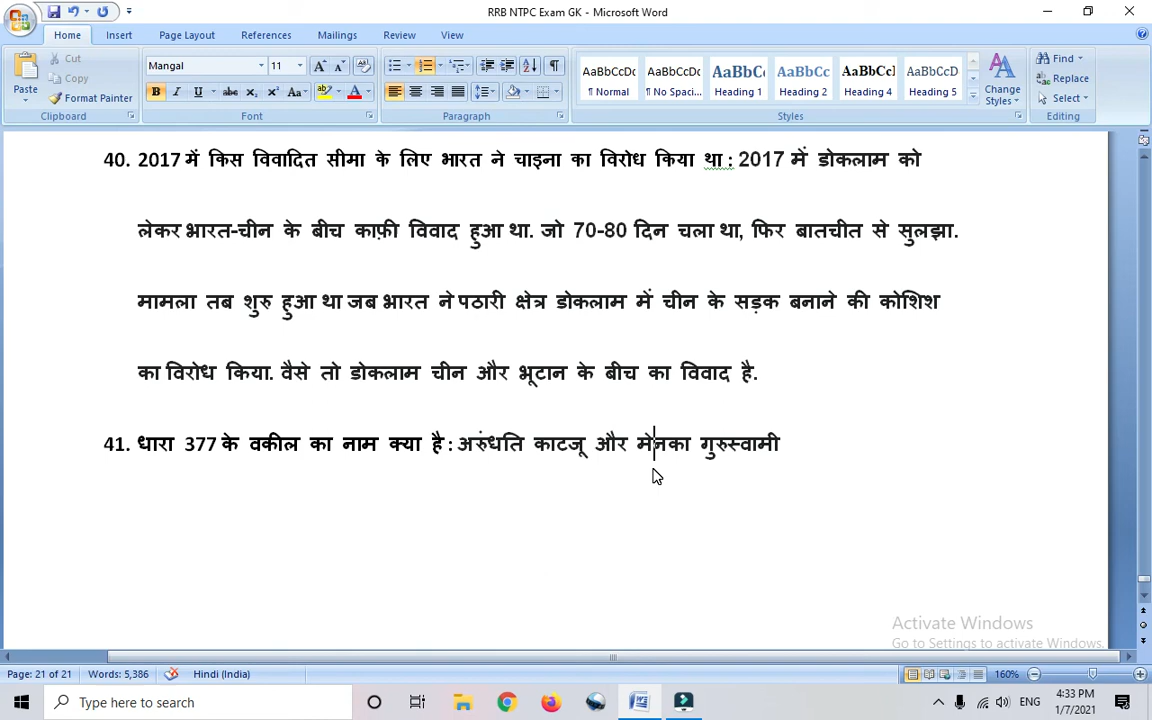 RRB NTPC Exam GK - Microsoft Word
Home Insert Page Layout References Mailings Review View
Paste
Cut
Copy
Format Painter
Clipboard
Mangal 11
Font
Paragraph
AaBbCcDc AaBbCcDc AaBbC AaBbCc AaBbCcI AaBbCcD
¶ Normal ¶ No Spaci... Heading 1 Heading 2 Heading 4 Heading 5
Change Styles
Styles
Find
Replace
Select
Editing
40. 2017 में किस विवादित सीमा के लिए भारत ने चाइना का विरोध किया था : 2017 में डोकलाम को
लेकर भारत-चीन के बीच काफ़ी विवाद हुआ था. जो 70-80 दिन चला था, फिर बातचीत से सुलझा.
मामला तब शुरु हुआ था जब भारत ने पठारी क्षेत्र डोकलाम में चीन के सड़क बनाने की कोशिश
का विरोध किया. वैसे तो डोकलाम चीन और भूटान के बीच का विवाद है.
41. धारा 377 के वकील का नाम क्या है : अरुंधति काटजू और मेनका गुरुस्वामी
Activate Windows
Go to Settings to activate Windows.
Page: 21 of 21 Words: 5,386 Hindi (India) 160%
Type here to search
ENG
4:33 PM
1/7/2021